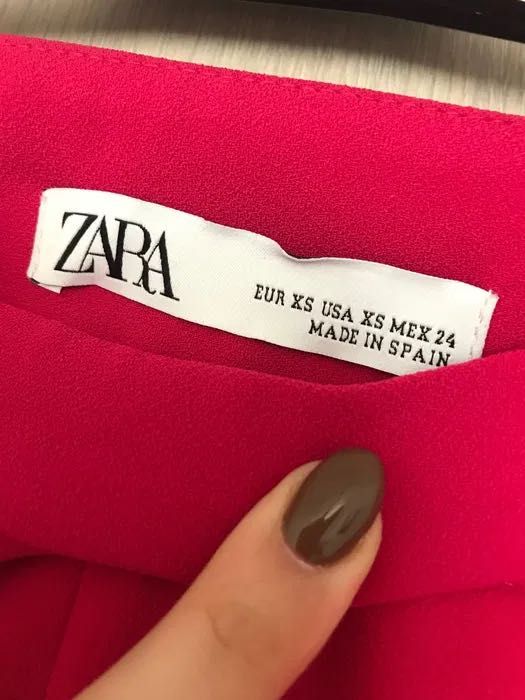 ZARA
EUR XS USA XS MEX 24
MADE IN SPAIN